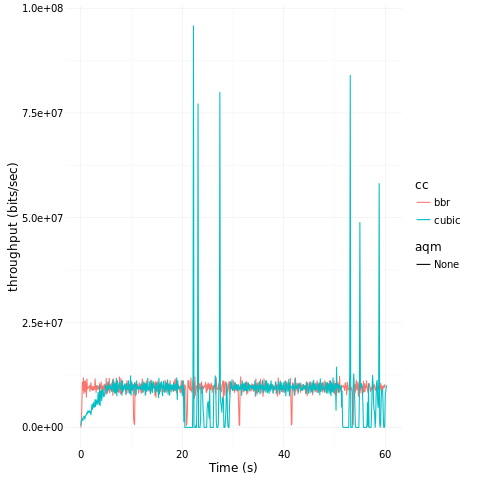 1.0e+08
7.5e+07
5.0e+07
2.5e+07
0.0e+00
throughput (bits/sec)
0 20 40 60
Time (s)
cc
bbr
cubic
aqm
None